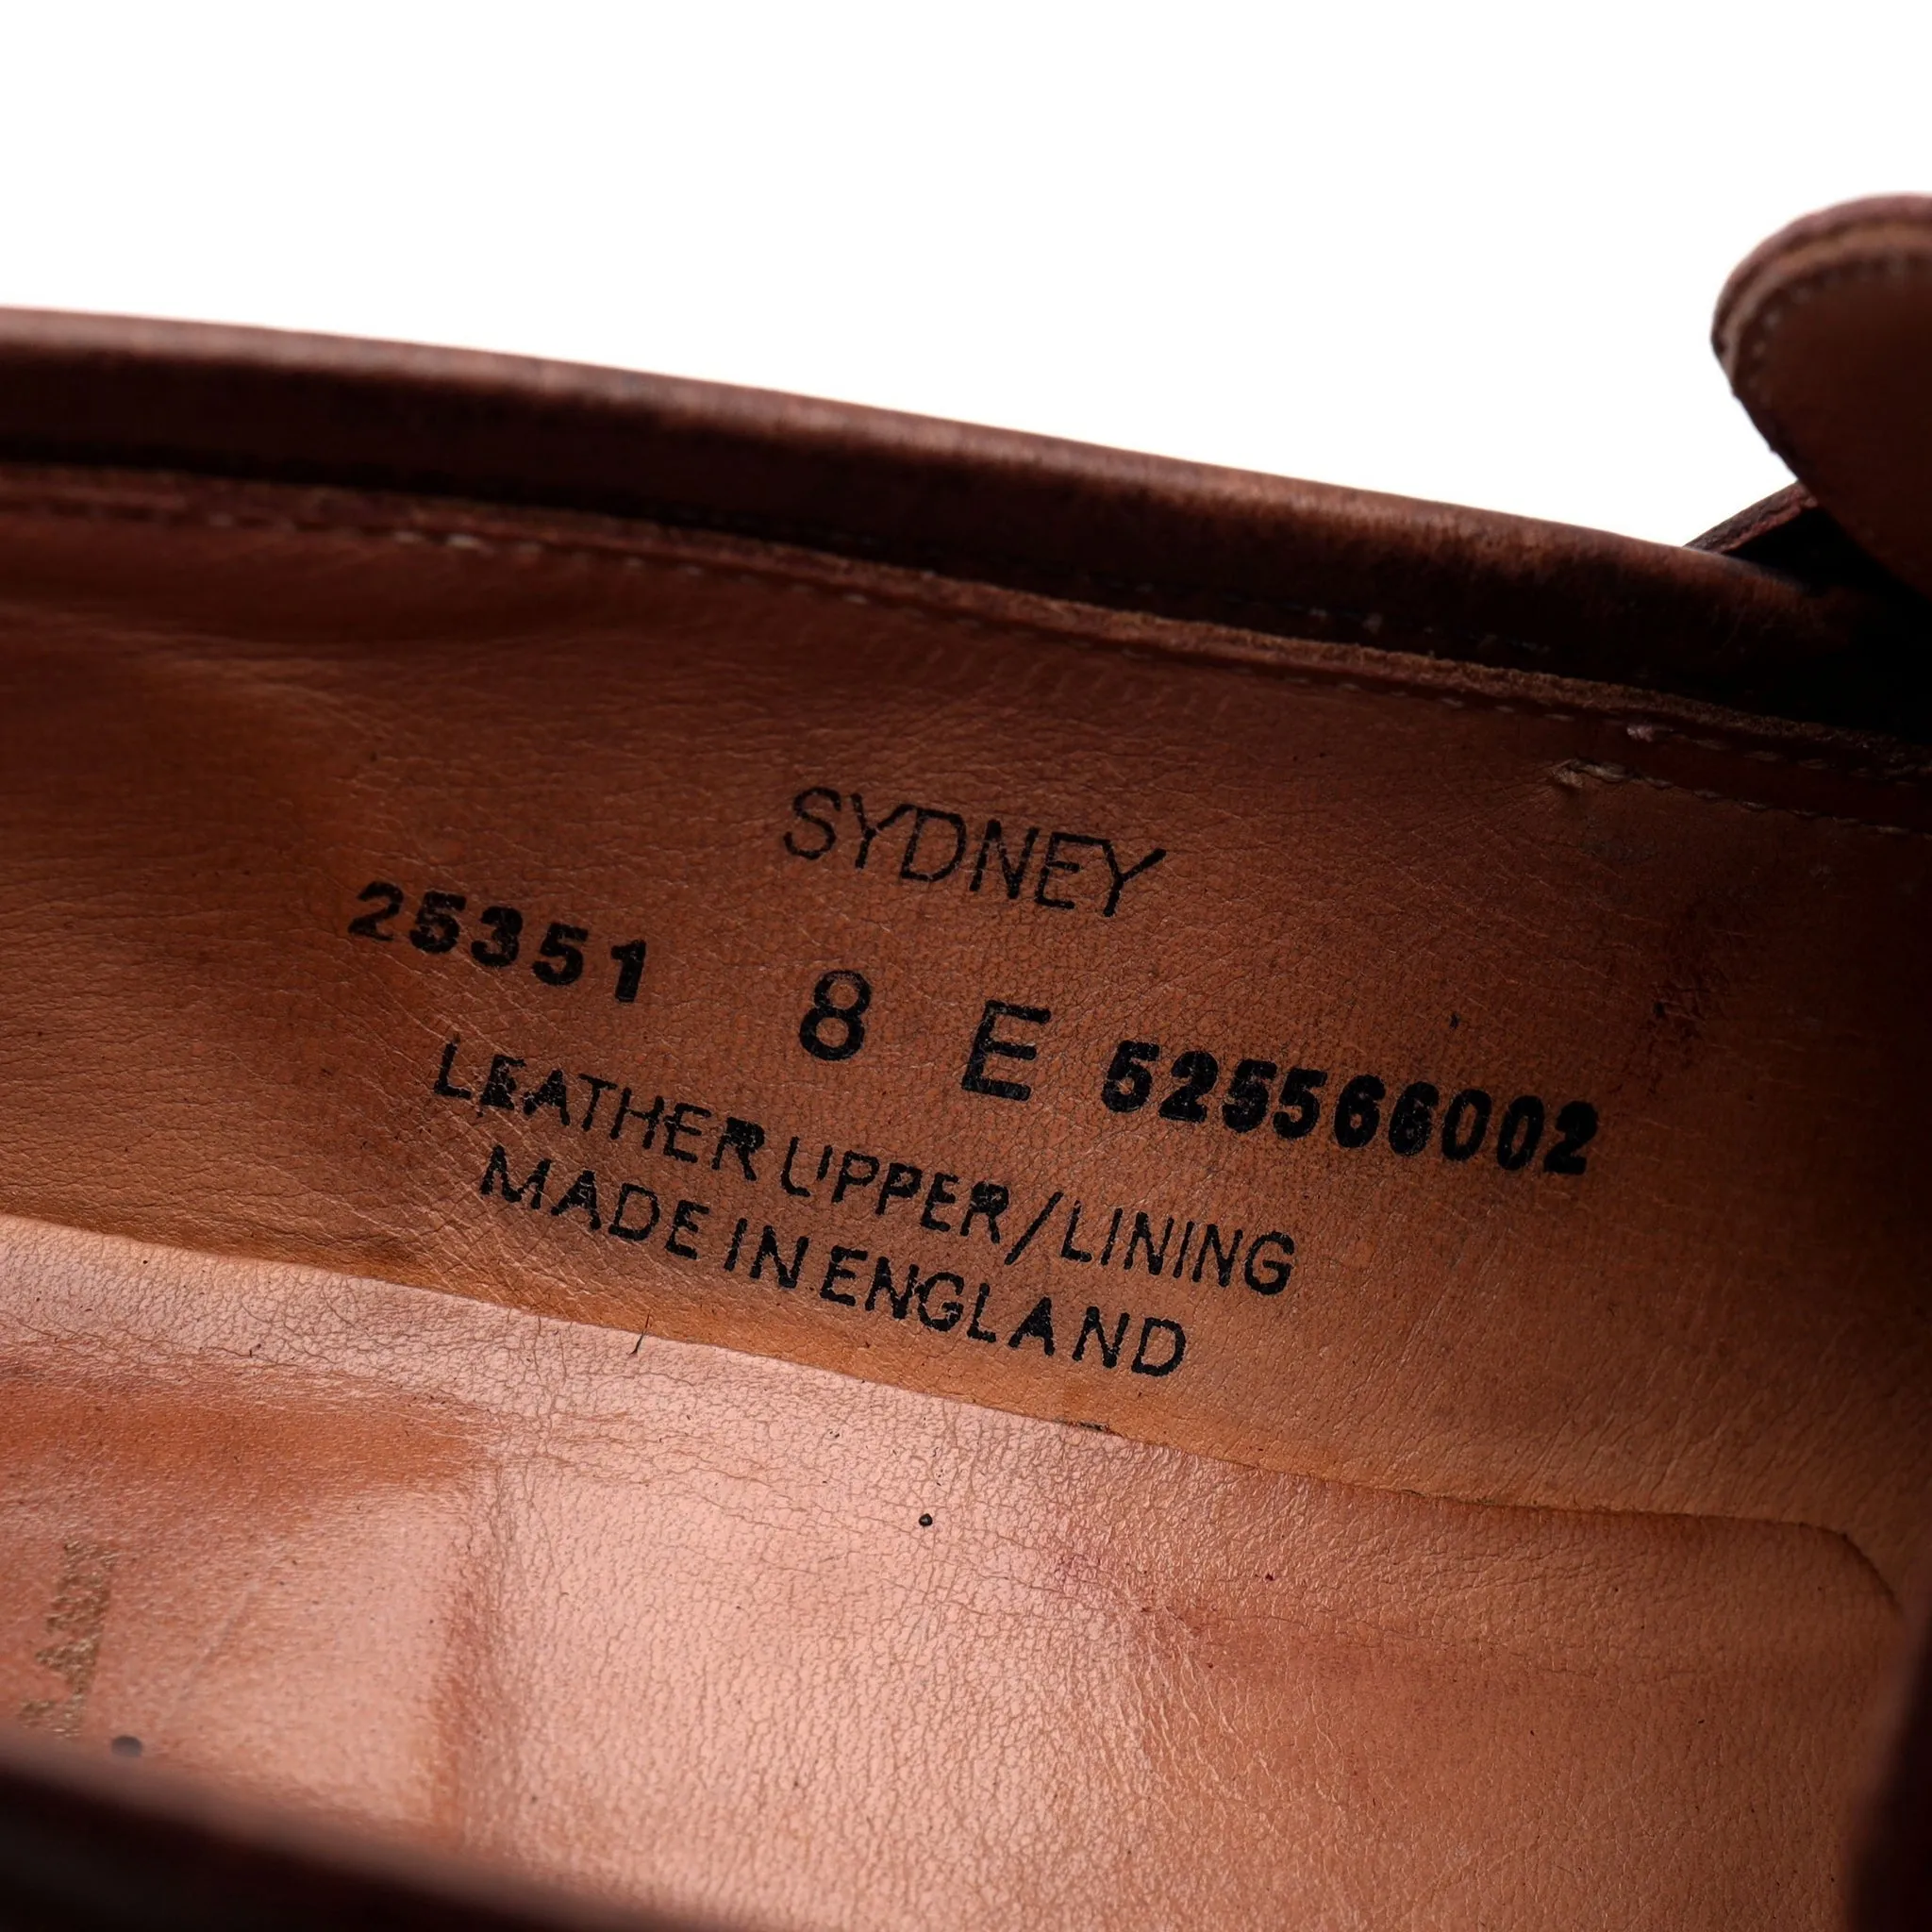 SYDNEY
25351 8 E 525566002
LEATHER UPPER/LINING
MADE IN ENGLAND